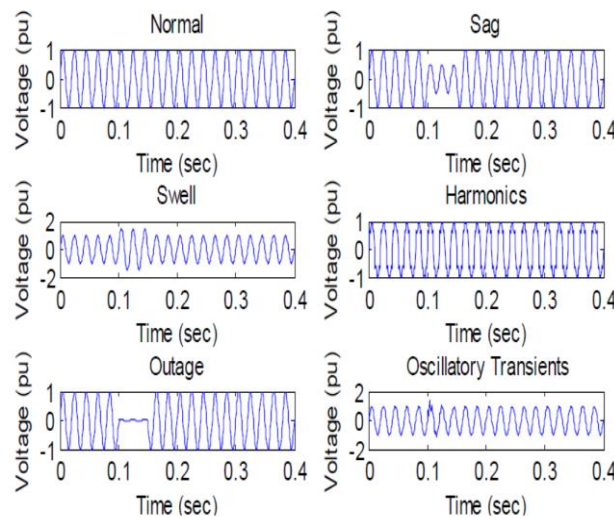 Normal
Voltage (pu)
1
0
-1
0 0.1 0.2 0.3 0.4
Time (sec)
Sag
Voltage (pu)
1
0
-1
0 0.1 0.2 0.3 0.4
Time (sec)
Swell
Voltage (pu)
2
0
-2
0 0.1 0.2 0.3 0.4
Time (sec)
Harmonics
Voltage (pu)
1
0
-1
0 0.1 0.2 0.3 0.4
Time (sec)
Outage
Voltage (pu)
1
0
-1
0 0.1 0.2 0.3 0.4
Time (sec)
Oscillatory Transients
Voltage (pu)
2
0
-2
0 0.1 0.2 0.3 0.4
Time (sec)